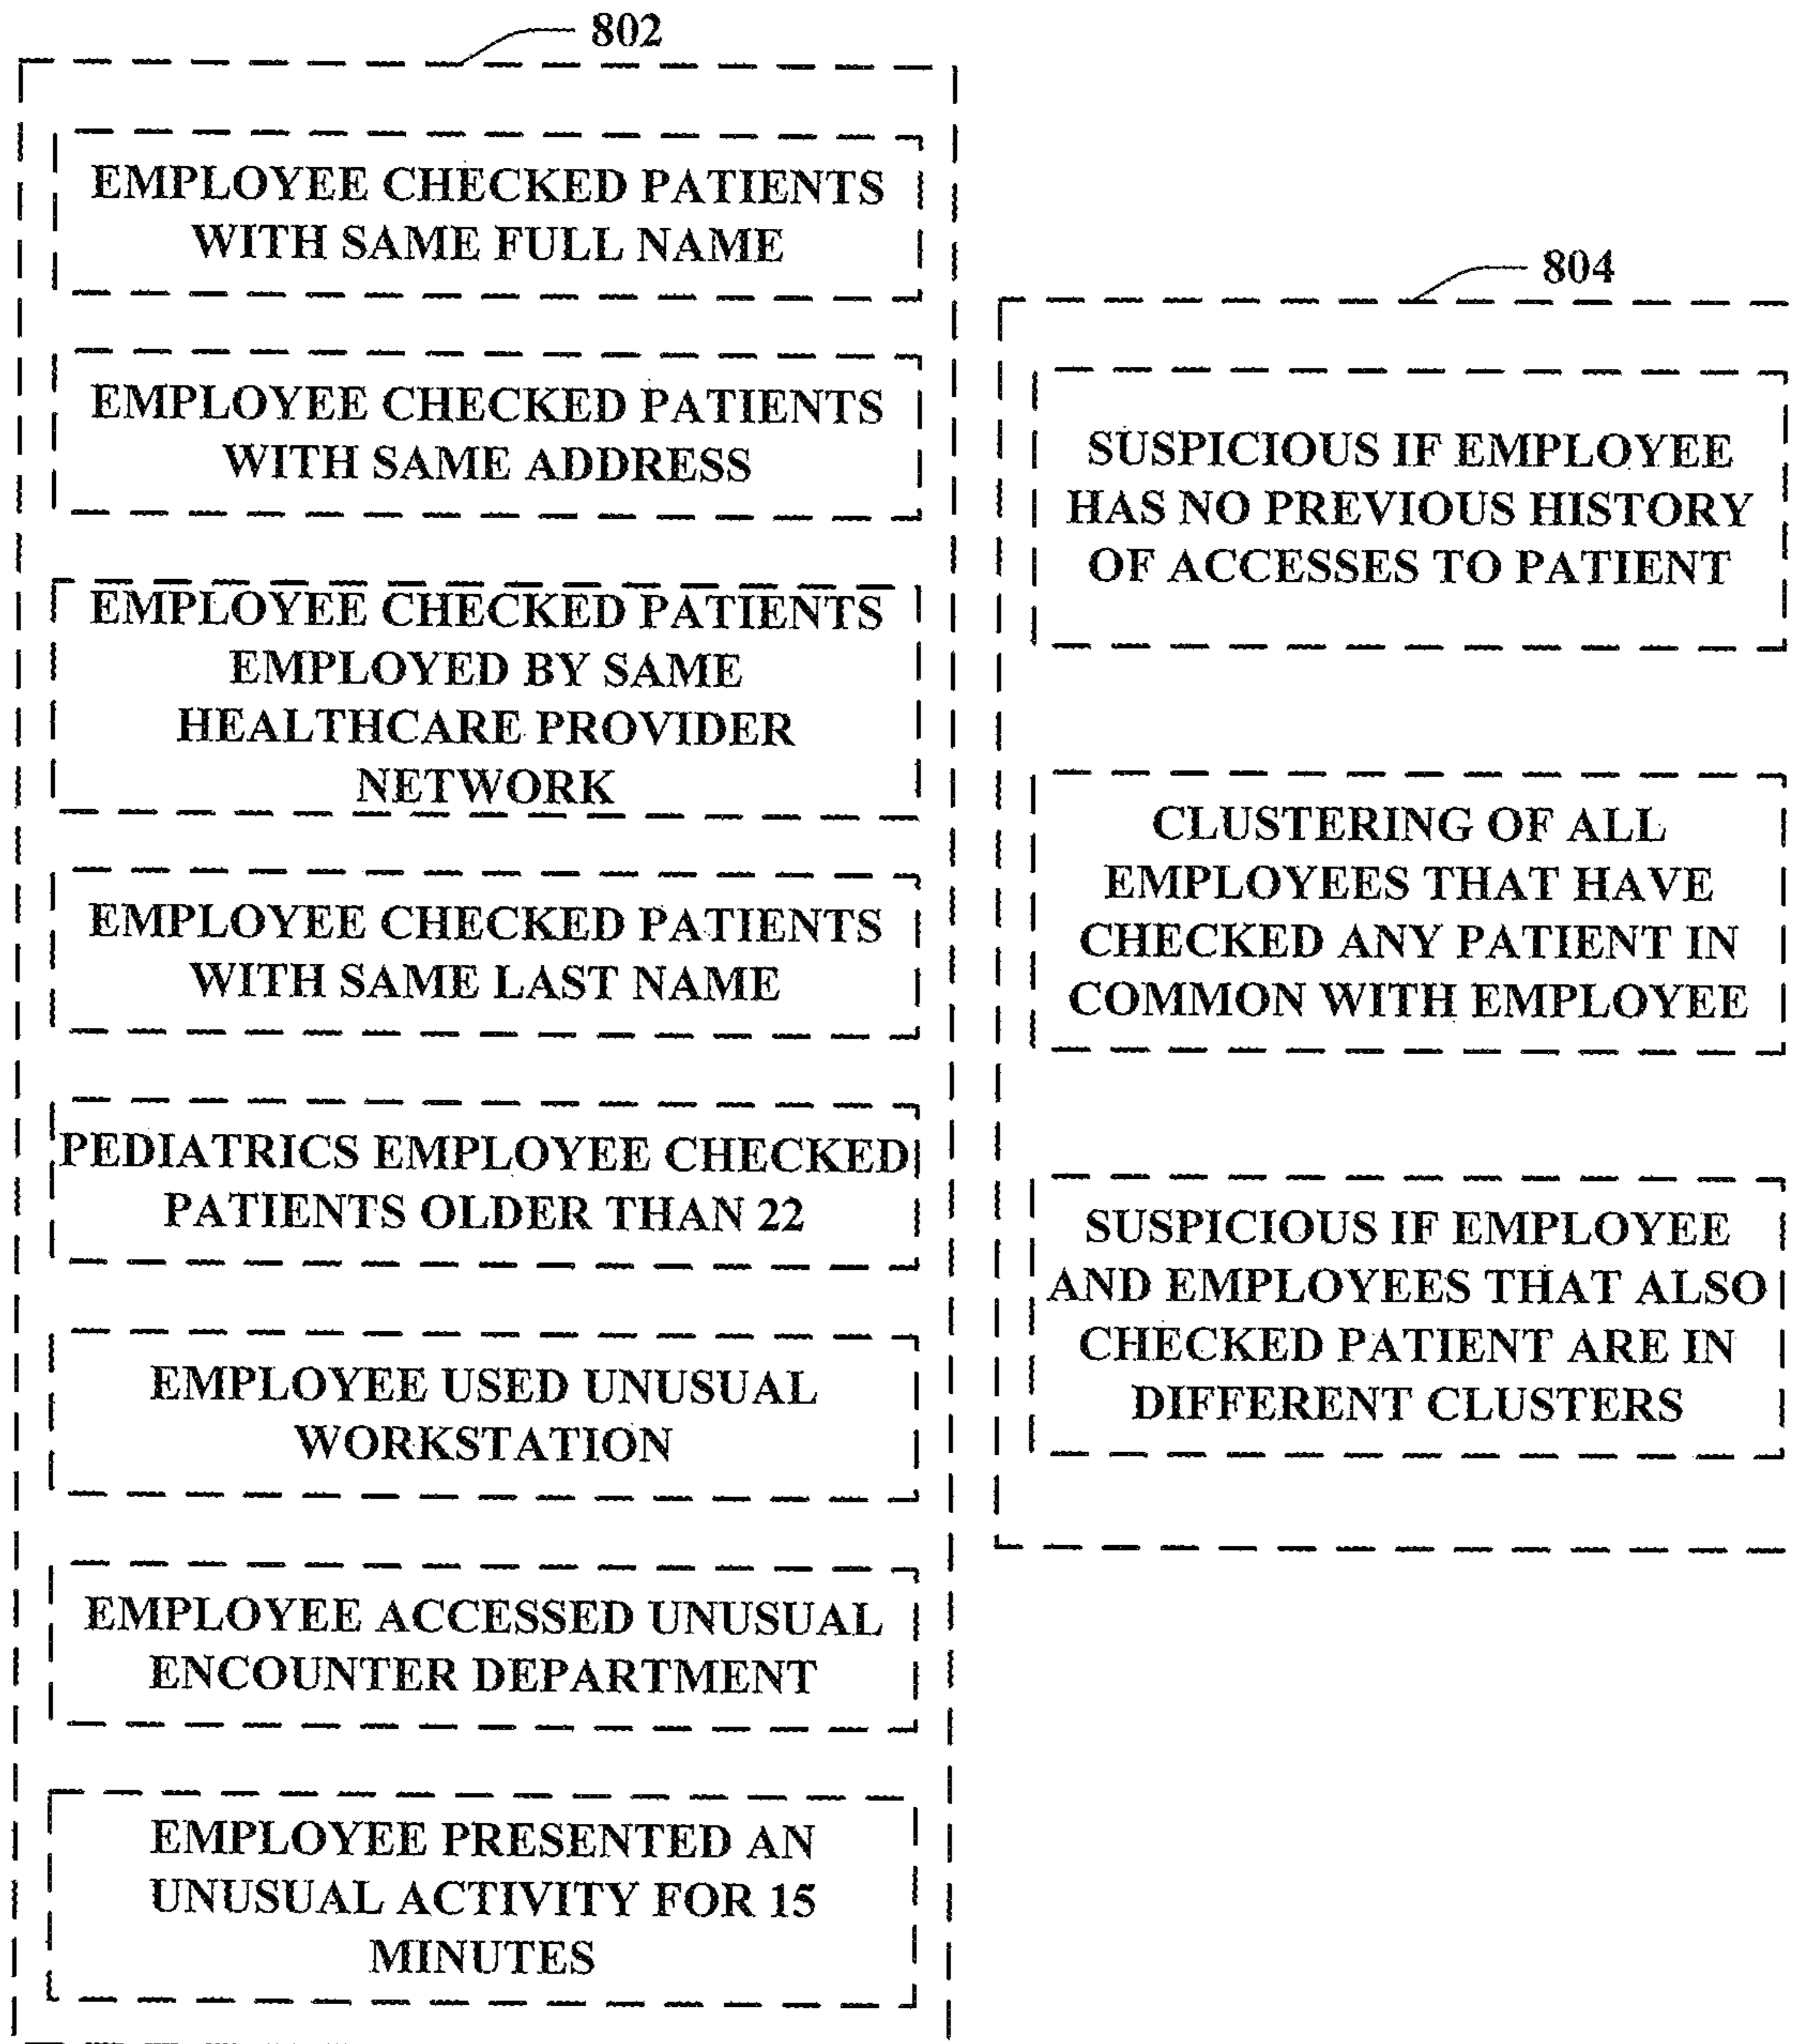 802
EMPLOYEE CHECKED PATIENTS
WITH SAME FULL NAME
EMPLOYEE CHECKED PATIENTS
WITH SAME ADDRESS
EMPLOYEE CHECKED PATIENTS
EMPLOYED BY SAME
HEALTHCARE PROVIDER
NETWORK
EMPLOYEE CHECKED PATIENTS
WITH SAME LAST NAME
PEDIATRICS EMPLOYEE CHECKED
PATIENTS OLDER THAN 22
EMPLOYEE USED UNUSUAL
WORKSTATION
EMPLOYEE ACCESSED UNUSUAL
ENCOUNTER DEPARTMENT
EMPLOYEE PRESENTED AN
UNUSUAL ACTIVITY FOR 15
MINUTES
804
SUSPICIOUS IF EMPLOYEE
HAS NO PREVIOUS HISTORY
OF ACCESSES TO PATIENT
CLUSTERING OF ALL
EMPLOYEES THAT HAVE
CHECKED ANY PATIENT IN
COMMON WITH EMPLOYEE
SUSPICIOUS IF EMPLOYEE
AND EMPLOYEES THAT ALSO
CHECKED PATIENT ARE IN
DIFFERENT CLUSTERS